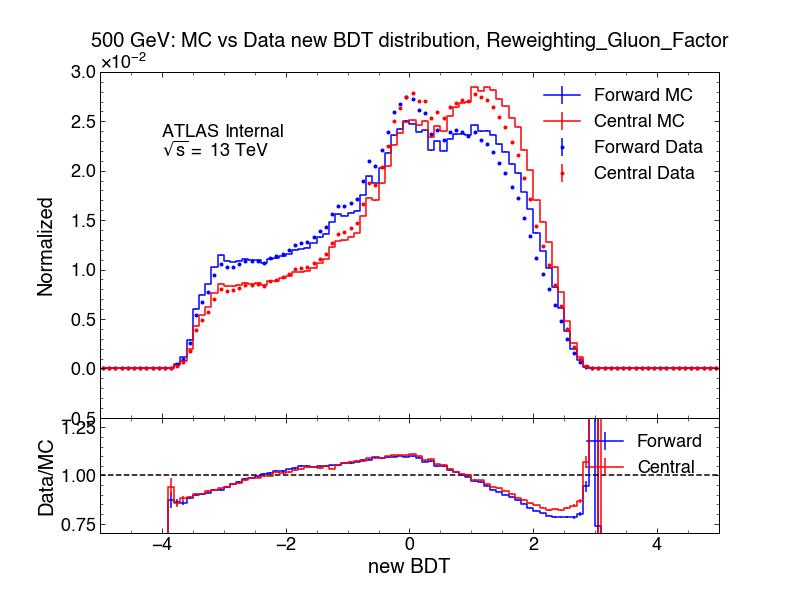 500 GeV: MC vs Data new BDT distribution, Reweighting_Gluon_Factor
×10⁻²
3.0
2.5
2.0
1.5
1.0
0.5
0.0
−0.5
Normalized
ATLAS Internal
√s = 13 TeV
Forward MC
Central MC
Forward Data
Central Data
1.25
1.00
0.75
Data/MC
Forward
Central
−4 −2 0 2 4
new BDT